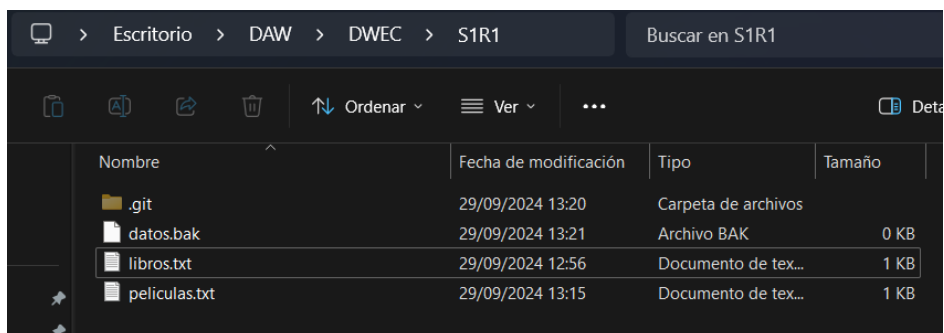 Escritorio > DAW > DWEC > S1R1 Buscar en S1R1
Ordenar Ver ... Deta
Nombre Fecha de modificación Tipo Tamaño
.git 29/09/2024 13:20 Carpeta de archivos
datos.bak 29/09/2024 13:21 Archivo BAK 0 KB
libros.txt 29/09/2024 12:56 Documento de tex... 1 KB
peliculas.txt 29/09/2024 13:15 Documento de tex... 1 KB